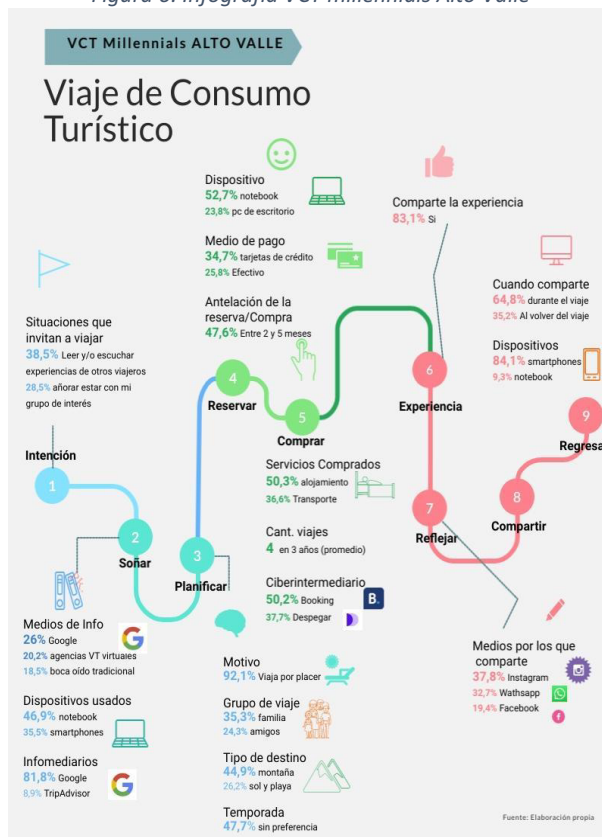 Figura 6. Infografía VCT Millennials Alto Valle
VCT Millennials ALTO VALLE
Viaje de Consumo
Turístico
Dispositivo
52,7% notebook
23,8% pc de escritorio
Medio de pago
34,7% tarjetas de crédito
25,8% Efectivo
Antelación de la
reserva/Compra
47,6% Entre 2 y 5 meses
Comparte la experiencia
83,1% Si
Cuando comparte
64,8% durante el viaje
35,2% Al volver del viaje
Dispositivos
84,1% smartphones
9,3% notebook
Situaciones que
invitan a viajar
38,5% Leer y/o escuchar
experiencias de otros viajeros
28,5% añorar estar con mi
grupo de interés
Intención
1
2
Soñar
3
Planificar
4
Reservar
5
Comprar
6
Experiencia
7
Reflejar
8
Compartir
9
Regresa
Servicios Comprados
50,3% alojamiento
36,6% Transporte
Cant. viajes
4 en 3 años (promedio)
Ciberintermediario
50,2% Booking
B.
37,7% Despegar
Medios de Info
26% Google
20,2% agencias VT virtuales
18,5% boca oído tradicional
Dispositivos usados
46,9% notebook
35,5% smartphones
Infomediarios
81,8% Google
8,9% TripAdvisor
Motivo
92,1% Viaja por placer
Grupo de viaje
35,3% familia
24,3% amigos
Tipo de destino
44,9% montaña
26,2% sol y playa
Temporada
47,7% sin preferencia
Medios por los que
comparte
37,8% Instagram
32,7% Wathsapp
19,4% Facebook
Fuente: Elaboración propia